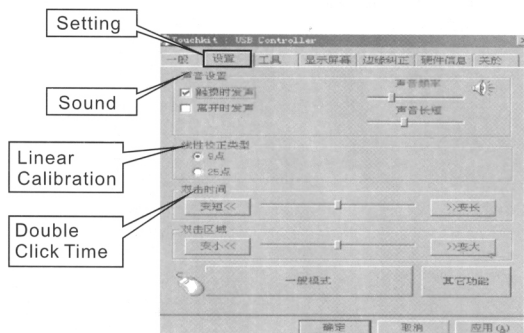 Setting
Touchkit : USB Controller
一般 设置 工具 显示屏幕 边缘纠正 硬件信息 关於
声音设置
Sound
触摸时发声
离开时发声
声音频率
声音长短
Linear
Calibration
线性校正类型
9点
25点
Double
Click Time
双击时间
变短<< >>变长
双击区域
变小<< >>变大
一般模式 其它功能
确定 取消 应用(A)